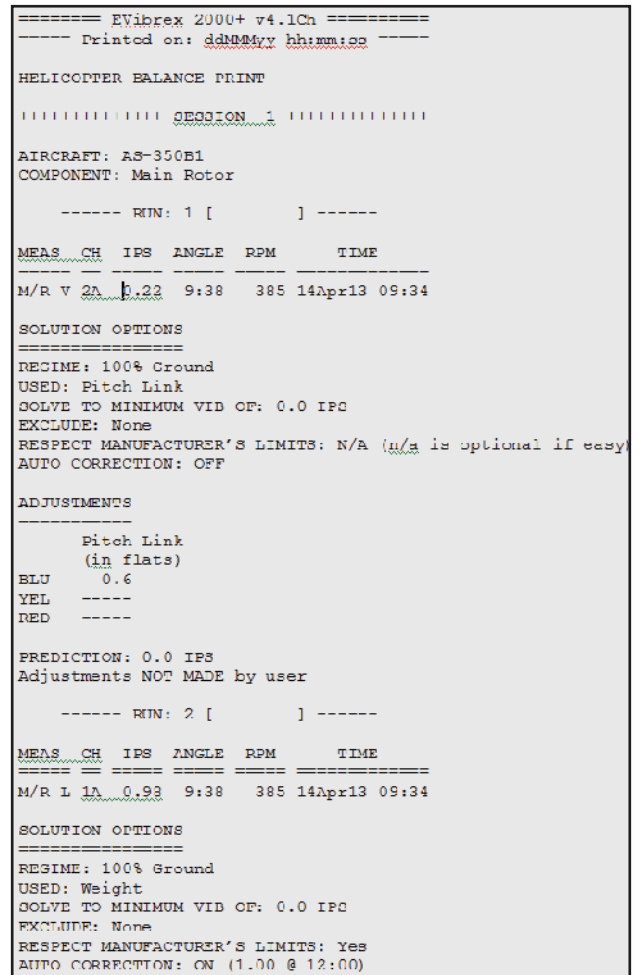 ======== EVibrex 2000+ v4.1Ch ==========
----- Printed on: ddMMMyy hh:mm:ss -----
HELICOPTER BALANCE PRINT
|||||||||||||| SESSION 1 ||||||||||||||
AIRCRAFT: AS-350B1
COMPONENT: Main Rotor
------ RUN: 1 [ ] ------
MEAS CH IPS ANGLE RPM TIME
----- -- ----- ----- ----- -------------
M/R V 2A 0.22 9:38 385 14Apr13 09:34
SOLUTION OPTIONS
================
REGIME: 100% Ground
USED: Pitch Link
SOLVE TO MINIMUM VIB OF: 0.0 IPS
EXCLUDE: None
RESPECT MANUFACTURER'S LIMITS: N/A (n/a is optional if easy)
AUTO CORRECTION: OFF
ADJUSTMENTS
-----------
Pitch Link
(in flats)
BLU 0.6
YEL -----
RED -----
PREDICTION: 0.0 IPS
Adjustments NOT MADE by user
------ RUN: 2 [ ] ------
MEAS CH IPS ANGLE RPM TIME
===== == ===== ===== ===== =============
M/R L 1A 0.93 9:38 385 14Apr13 09:34
SOLUTION OPTIONS
================
REGIME: 100% Ground
USED: Weight
SOLVE TO MINIMUM VIB OF: 0.0 IPS
EXCLUDE: None
RESPECT MANUFACTURER'S LIMITS: Yes
AUTO CORRECTION: ON (1.00 @ 12:00)